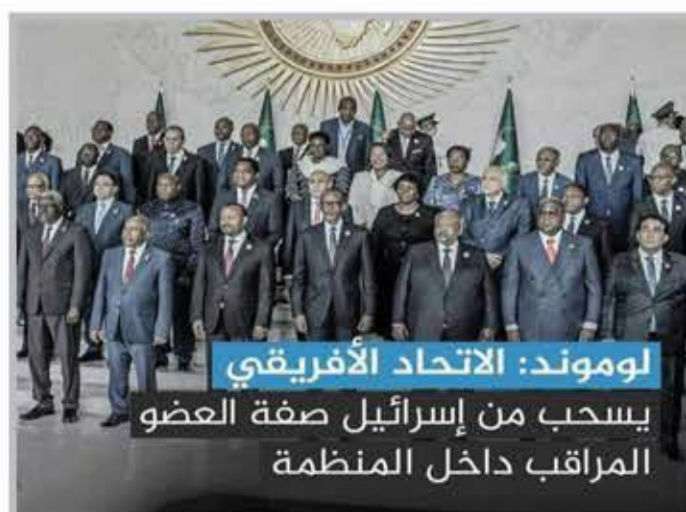 لوموند: الاتحاد الأفريقي
يسحب من إسرائيل صفة العضو
المراقب داخل المنظمة